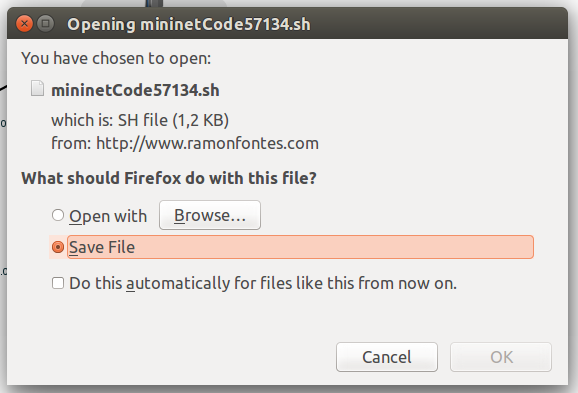 Opening mininetCode57134.sh
You have chosen to open:
mininetCode57134.sh
which is: SH file (1,2 KB)
from: http://www.ramonfontes.com
What should Firefox do with this file?
Open with Browse...
Save File
Do this automatically for files like this from now on.
Cancel OK